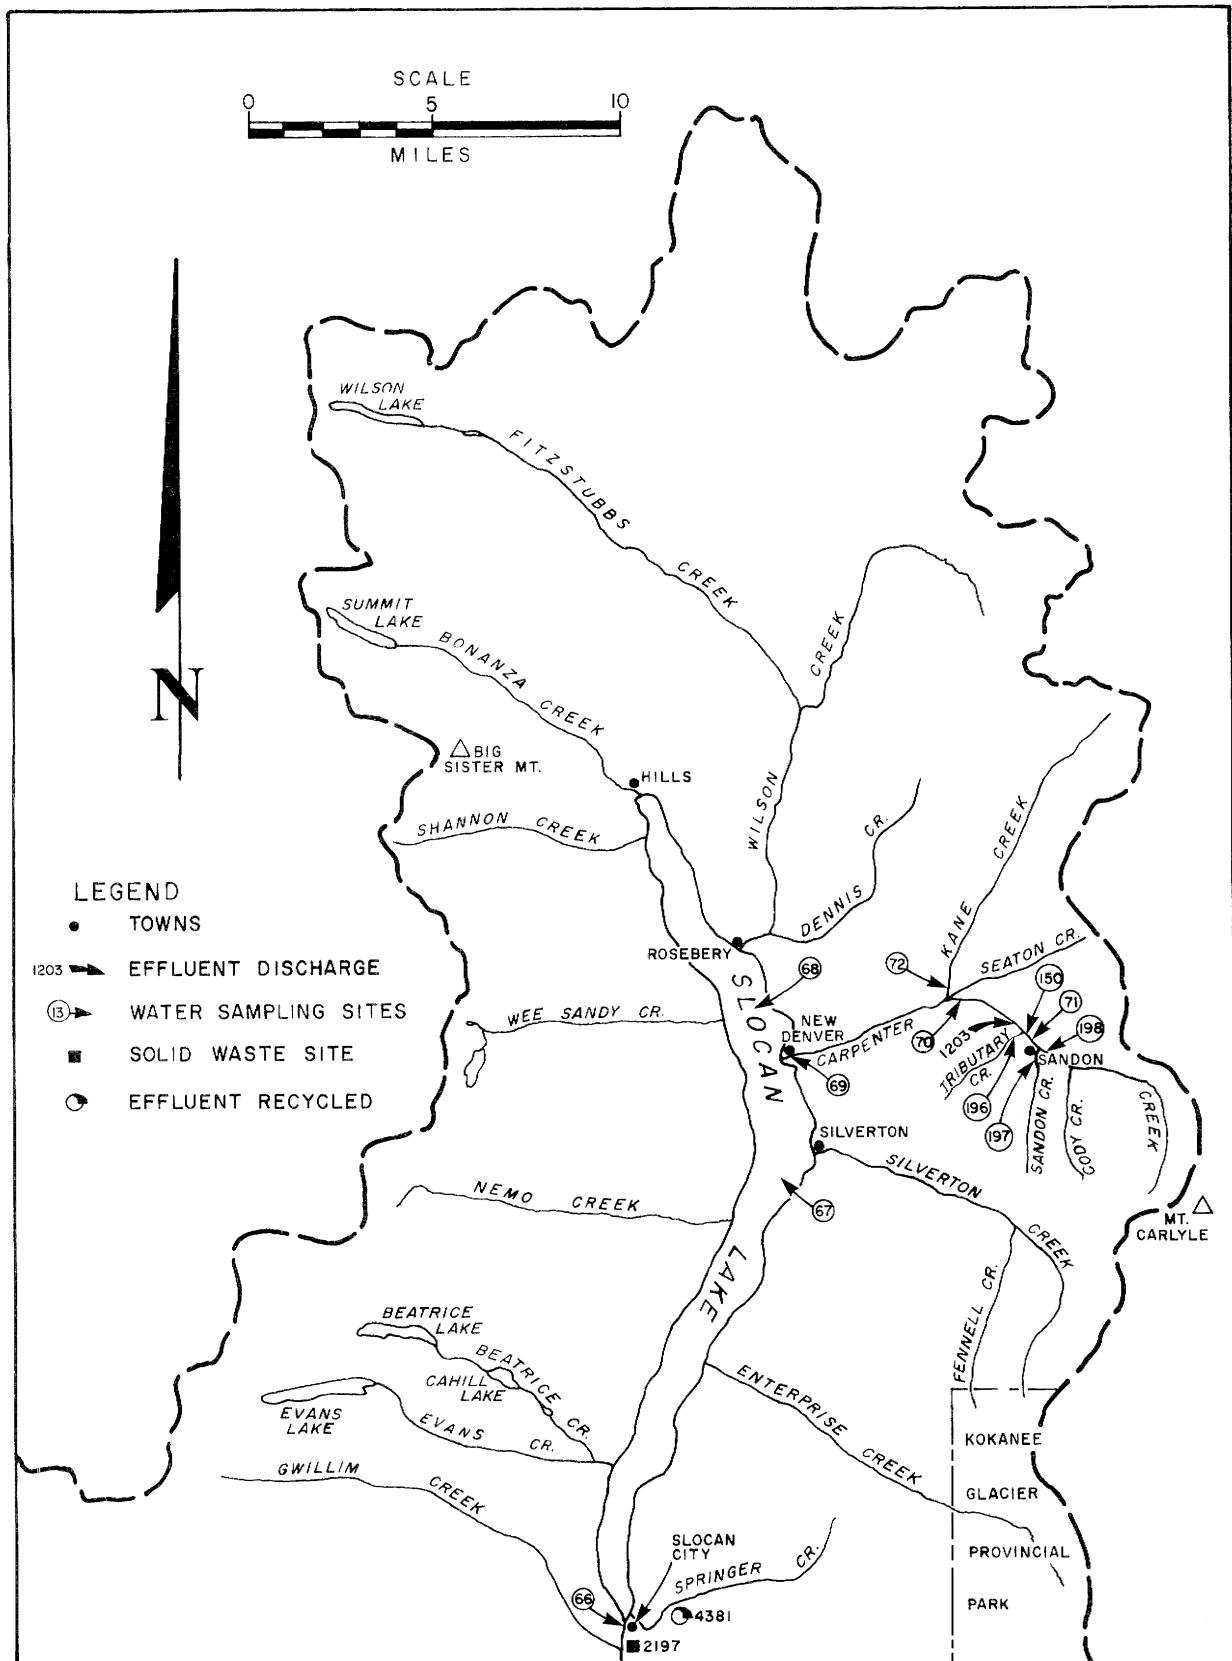 SCALE
0 5 10
MILES
WILSON
LAKE
FITZSTUBBS
CREEK
SUMMIT
LAKE
BONANZA
CREEK
CREEK
N
BIG
SISTER MT.
HILLS
SHANNON CREEK
WILSON
DENNIS
CR.
KANE
CREEK
LEGEND
TOWNS
1203 EFFLUENT DISCHARGE
13 WATER SAMPLING SITES
SOLID WASTE SITE
EFFLUENT RECYCLED
ROSEBERY
68
72
SEATON CR.
150
71
198
WEE SANDY CR.
SLOCAN
NEW
DENVER
CARPENTER
70
1203
TRIBUTARY
CR.
SANDON
69
196
197
SANDON CR.
CODY CR.
CREEK
SILVERTON
SILVERTON
CREEK
NEMO CREEK
67
MT.
CARLYLE
LAKE
FENNELL CR.
BEATRICE
LAKE
BEATRICE
CR.
CAHILL
LAKE
EVANS
LAKE
EVANS
CR.
ENTERPRISE
CREEK
KOKANEE
GLACIER
PROVINCIAL
PARK
GWILLIM
CREEK
SLOCAN
CITY
SPRINGER
CR.
66
4381
2197